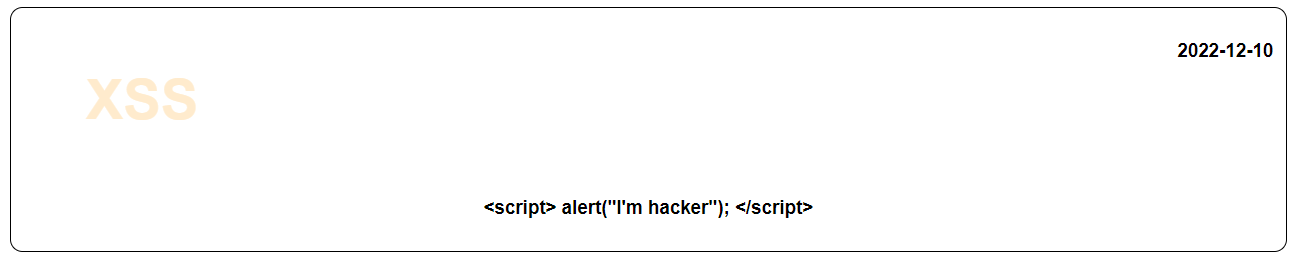 2022-12-10
XSS
<script> alert("I'm hacker"); </script>